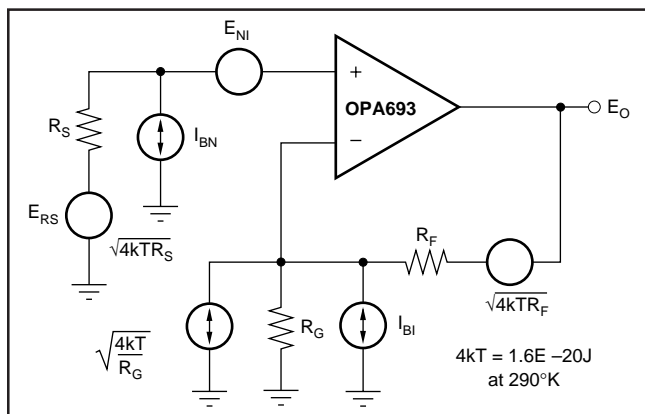 E_NI
+
OPA693
E_O
R_S
I_BN
−
E_RS
√4kTR_S
R_F
√4kTR_F
√4kT/R_G
R_G
I_BI
4kT = 1.6E –20J
at 290°K